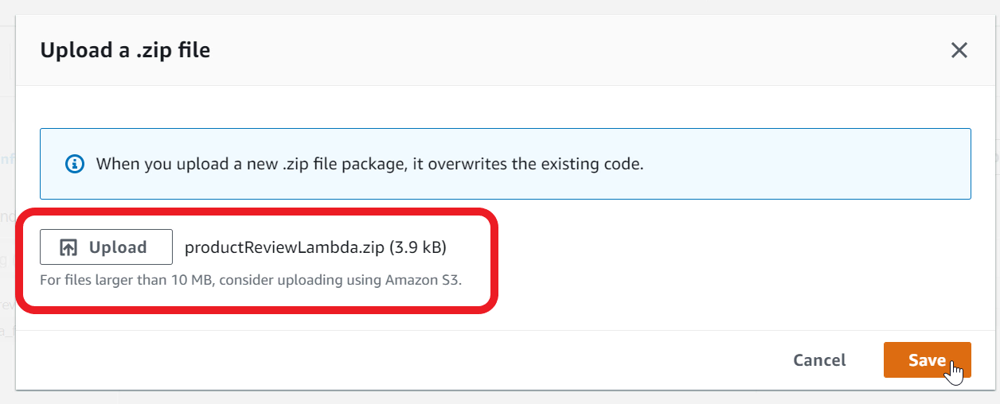 Upload a .zip file
When you upload a new .zip file package, it overwrites the existing code.
Upload productReviewLambda.zip (3.9 kB)
For files larger than 10 MB, consider uploading using Amazon S3.
Cancel Save